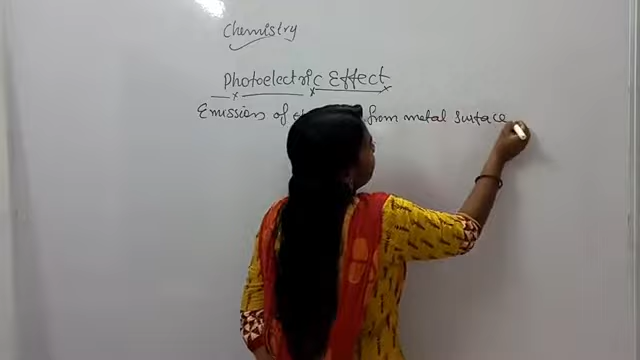 Chemistry
Photoelectric Effect
Emission of from metal surface